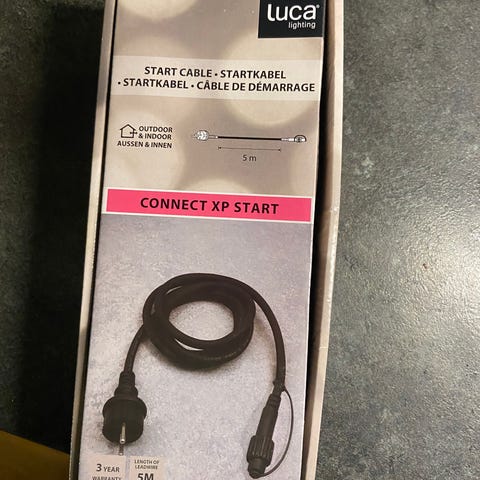 luca
lighting
START CABLE • STARTKABEL
• STARTKABEL • CÂBLE DE DÉMARRAGE
OUTDOOR
& INDOOR
AUSSEN & INNEN
5 m
CONNECT XP START
3 YEAR
WARRANTY
LENGTH OF
LEADWIRE
5M